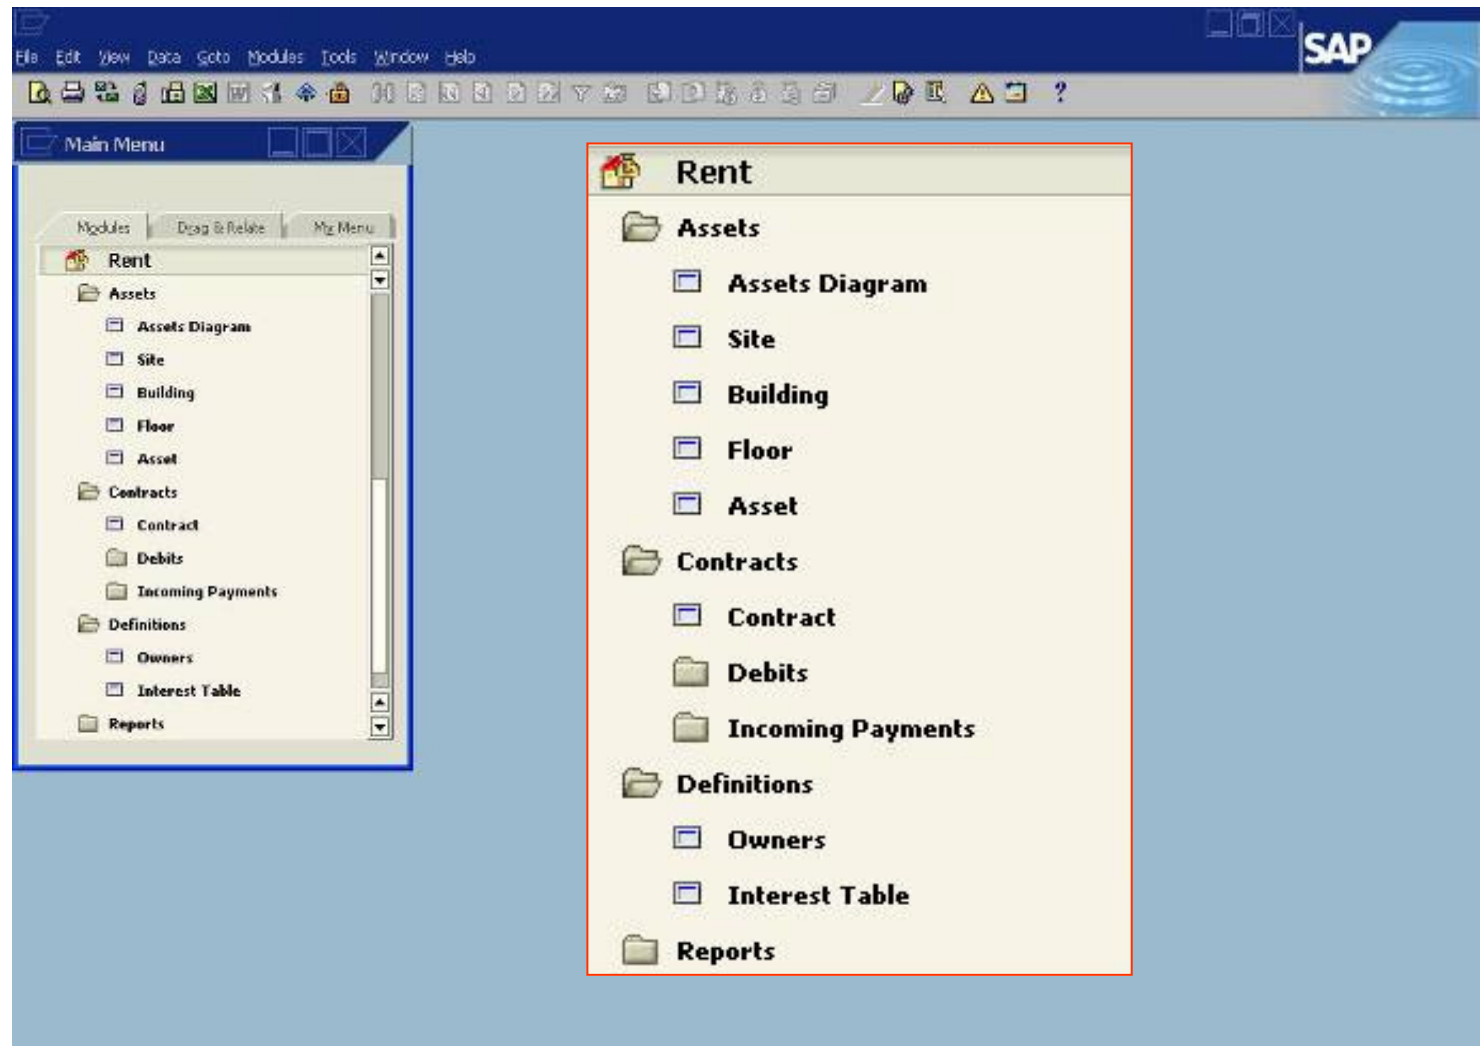 File Edit View Data Goto Modules Tools Window Help
SAP
Main Menu
Modules Drag & Relate My Menu
Rent
Assets
Assets Diagram
Site
Building
Floor
Asset
Contracts
Contract
Debits
Incoming Payments
Definitions
Owners
Interest Table
Reports
Rent
Assets
Assets Diagram
Site
Building
Floor
Asset
Contracts
Contract
Debits
Incoming Payments
Definitions
Owners
Interest Table
Reports